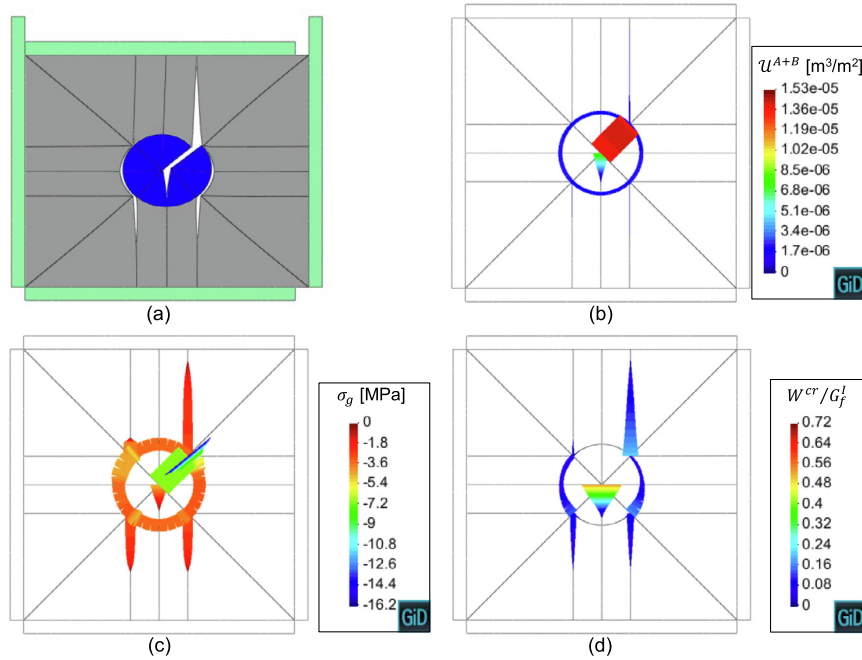 𝒰^{A+B} [m³/m²]
1.53e-05
1.36e-05
1.19e-05
1.02e-05
8.5e-06
6.8e-06
5.1e-06
3.4e-06
1.7e-06
0
GiD
(a)
(b)
σ_g [MPa]
0
-1.8
-3.6
-5.4
-7.2
-9
-10.8
-12.6
-14.4
-16.2
GiD
W^{cr}/G_f^I
0.72
0.64
0.56
0.48
0.40
0.32
0.24
0.16
0.08
0
GiD
(c)
(d)